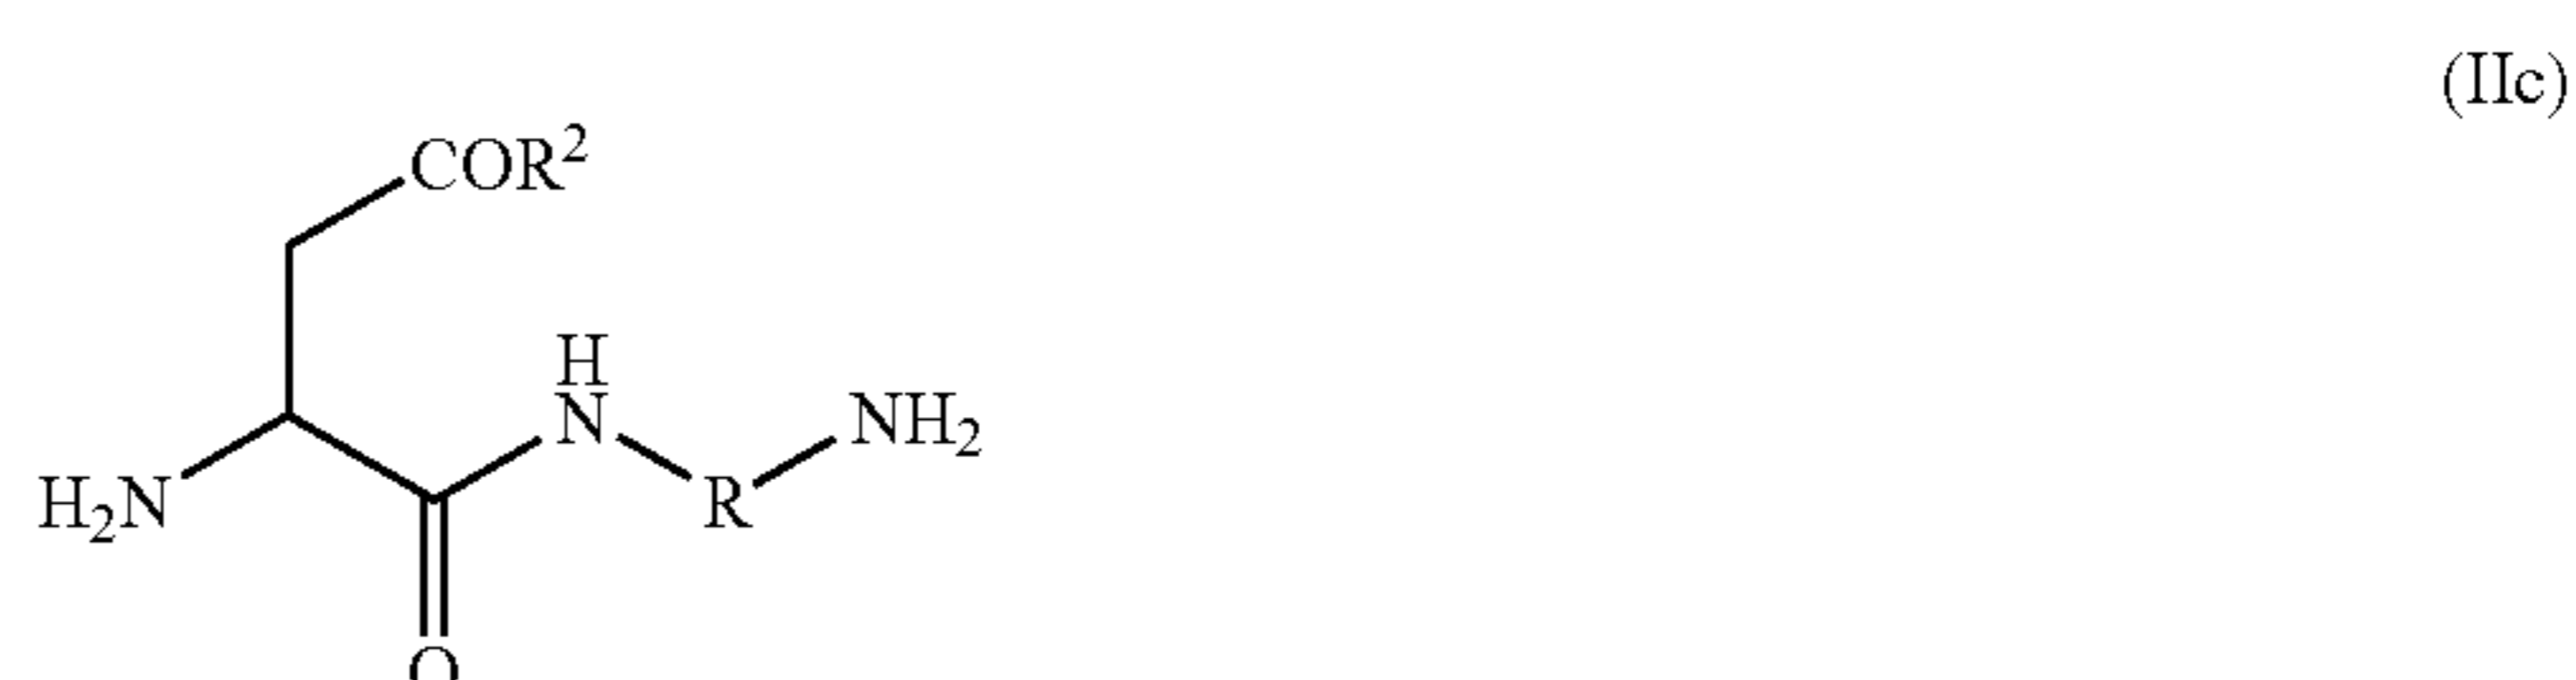 (IIc)
COR²
H
N
NH₂
H₂N
R
O